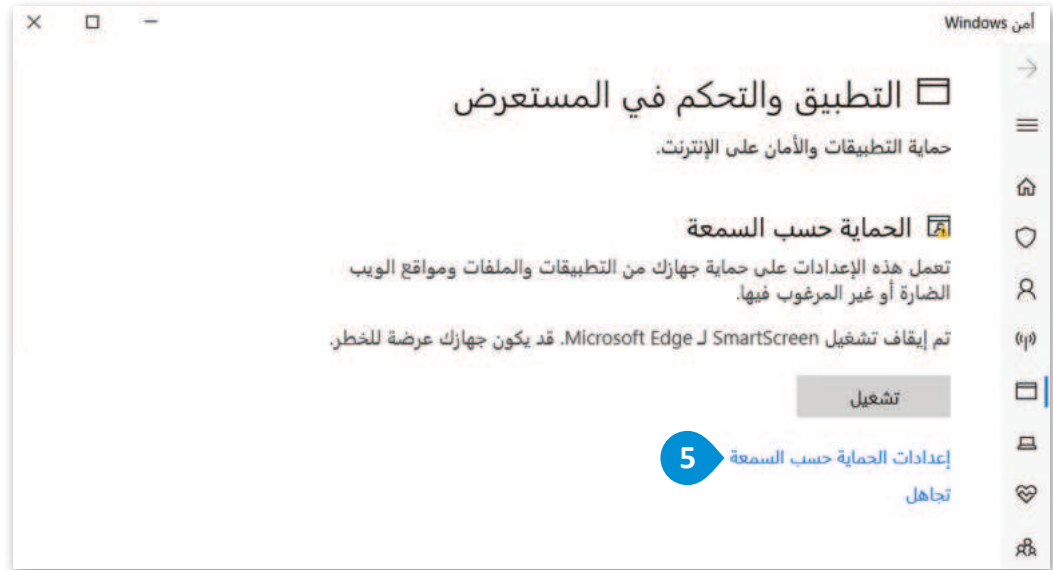 أمن Windows
التطبيق والتحكم في المستعرض
حماية التطبيقات والأمان على الإنترنت.
الحماية حسب السمعة
تعمل هذه الإعدادات على حماية جهازك من التطبيقات والملفات ومواقع الويب
الضارة أو غير المرغوب فيها.
تم إيقاف تشغيل SmartScreen لـ Microsoft Edge. قد يكون جهازك عرضة للخطر.
تشغيل
إعدادات الحماية حسب السمعة 5
تجاهل